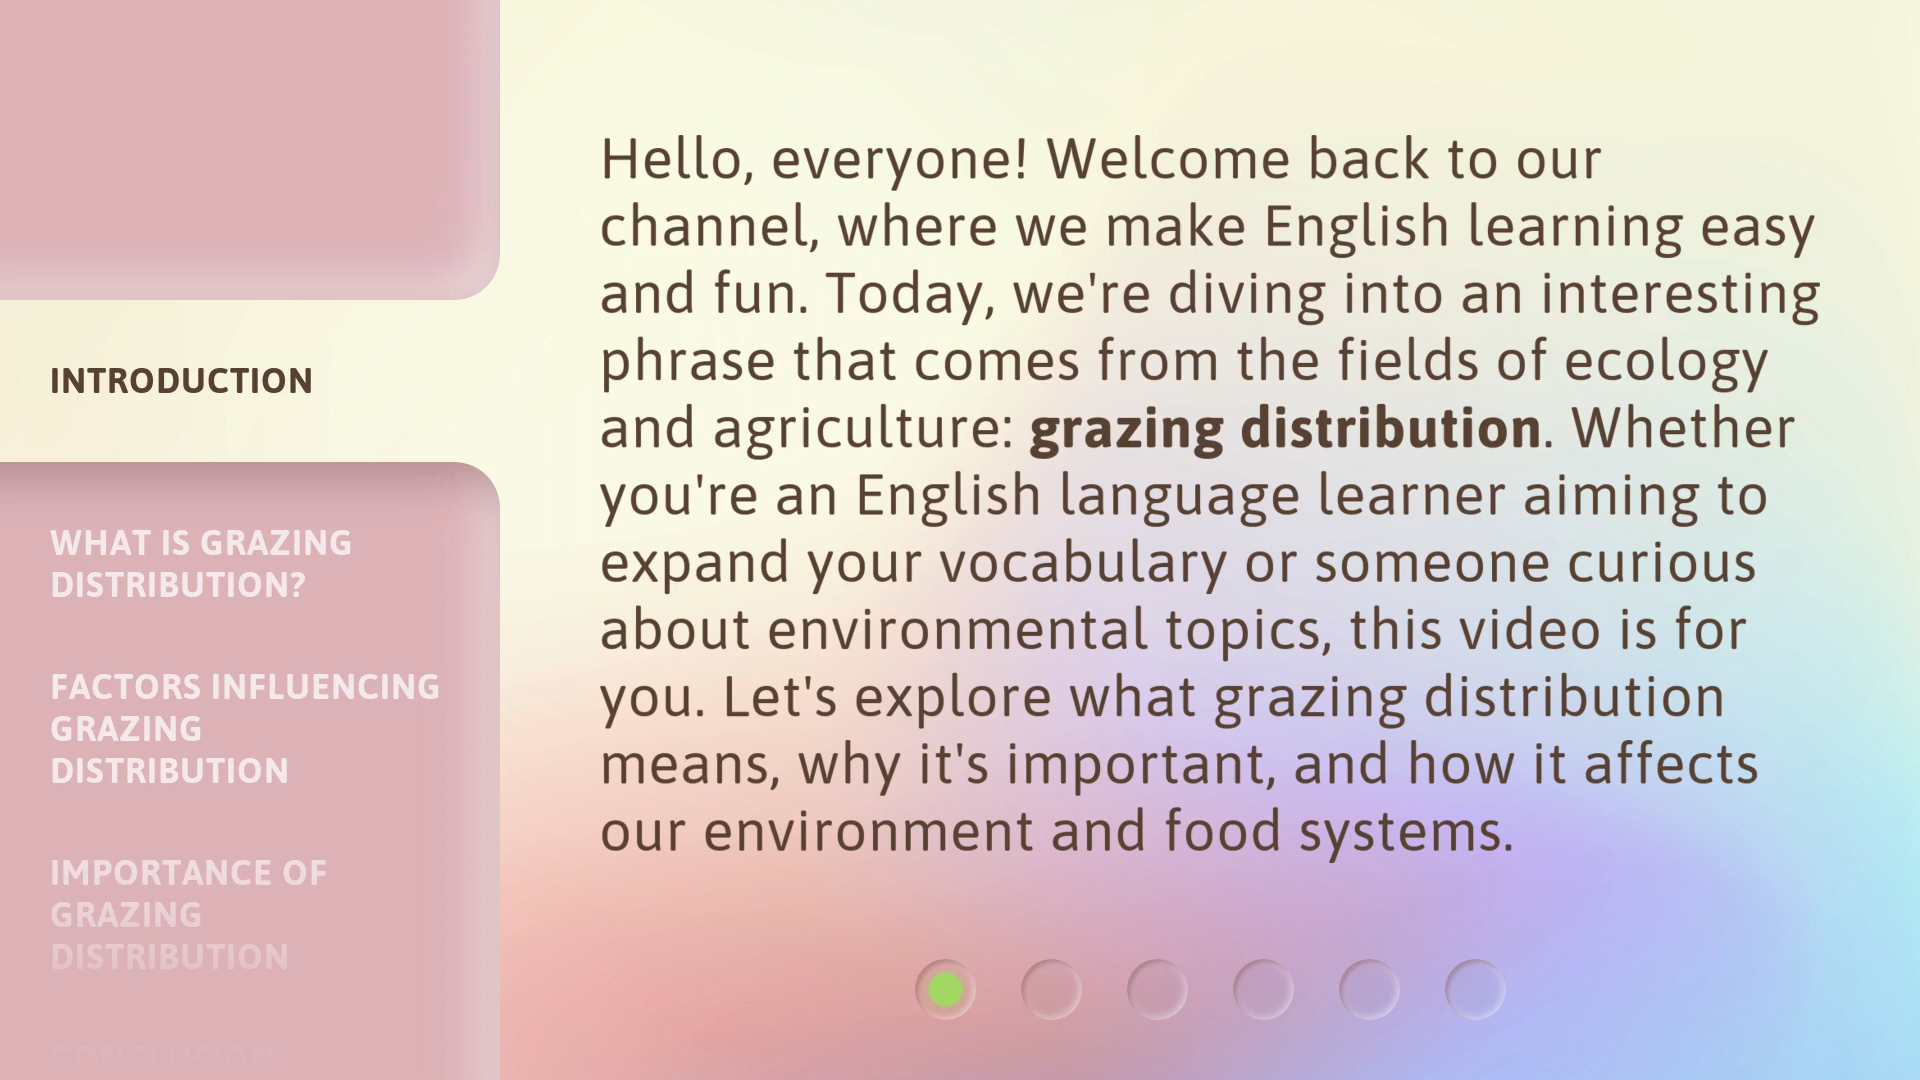 INTRODUCTION
WHAT IS GRAZING
DISTRIBUTION?
FACTORS INFLUENCING
GRAZING
DISTRIBUTION
IMPORTANCE OF
GRAZING
DISTRIBUTION
CONCLUSION
Hello, everyone! Welcome back to our
channel, where we make English learning easy
and fun. Today, we're diving into an interesting
phrase that comes from the fields of ecology
and agriculture: grazing distribution. Whether
you're an English language learner aiming to
expand your vocabulary or someone curious
about environmental topics, this video is for
you. Let's explore what grazing distribution
means, why it's important, and how it affects
our environment and food systems.